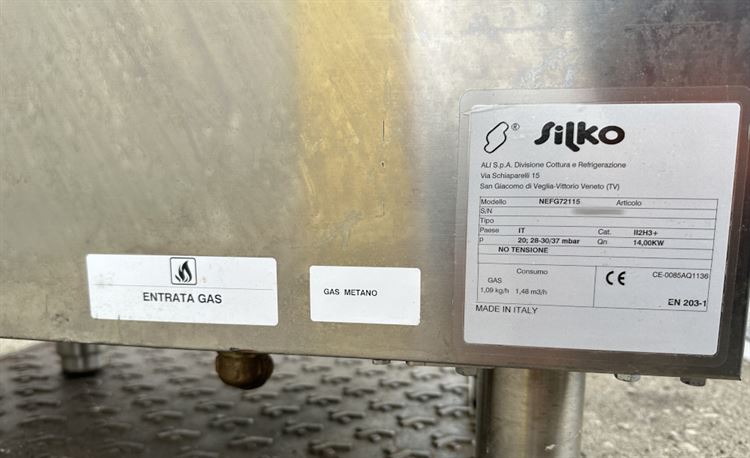 ENTRATA GAS
GAS METANO
® Silko
ALI S.p.A. Divisione Cottura e Refrigerazione
Via Schiaparelli 15
San Giacomo di Veglia-Vittorio Veneto (TV)
Modello NEFG72115 Articolo
S/N
Tipo
Paese IT Cat. II2H3+
p 20; 28-30/37 mbar Qn 14,00KW
NO TENSIONE
Consumo
GAS
1,09 kg/h 1,48 m3/h
CE CE-0085AQ1136
EN 203-1
MADE IN ITALY